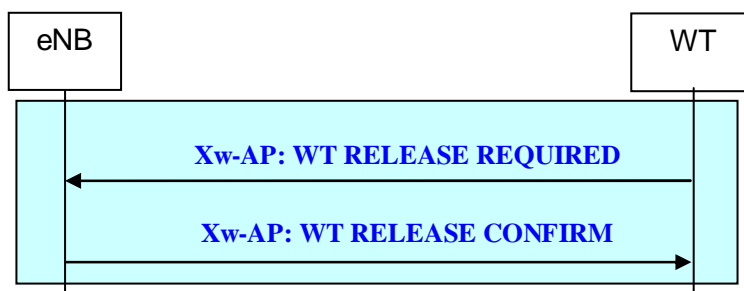 eNB
WT
Xw-AP: WT RELEASE REQUIRED
Xw-AP: WT RELEASE CONFIRM